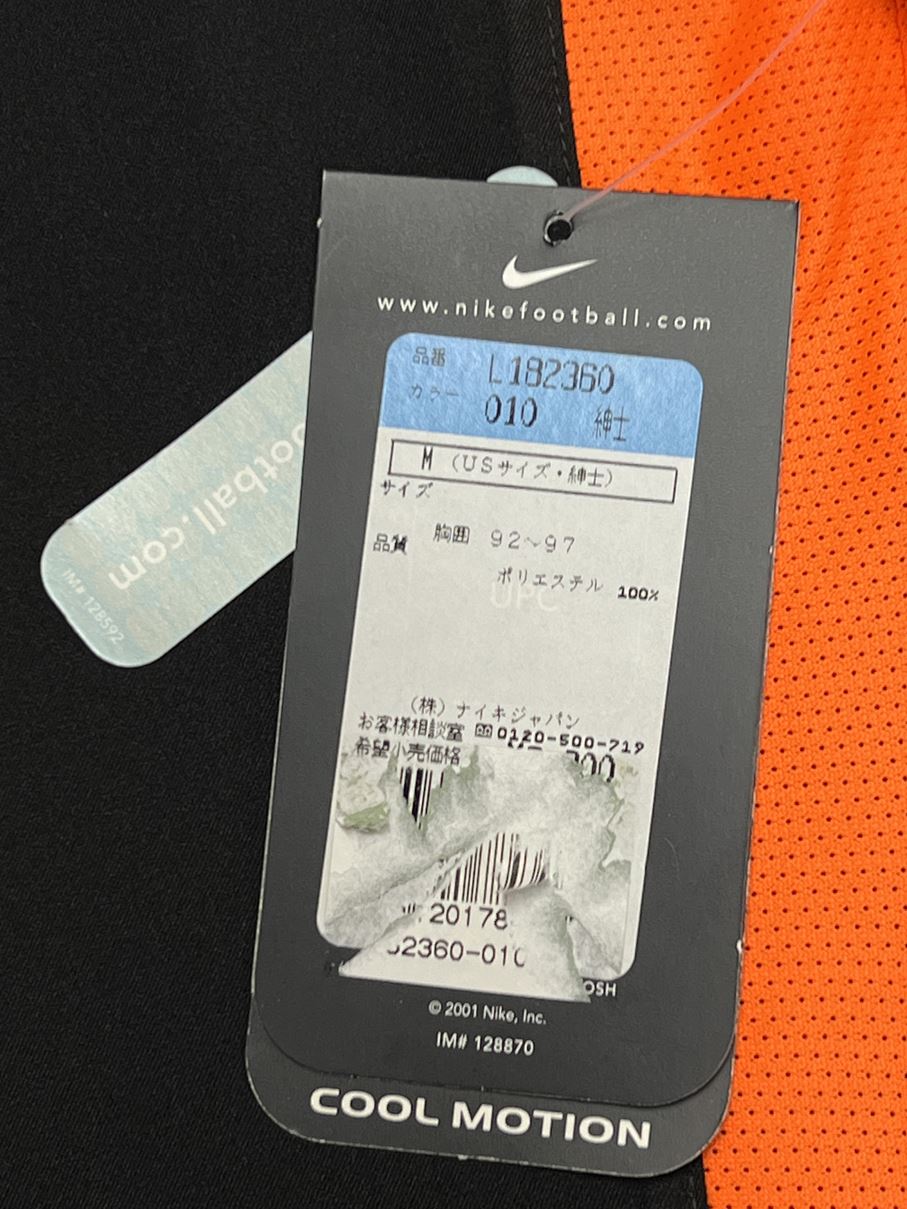 www.nikefootball.com
品番 L182360
カラー 010 紳士
M (USサイズ・紳士)
サイズ
胸囲 92~97
品質
ポリエステル 100%
UPC
(株)ナイキジャパン
お客様相談室 0120-500-719
希望小売価格
20178
2360-010
© 2001 Nike, Inc.
IM# 128870
COOL MOTION
otball.com
IM# 128592